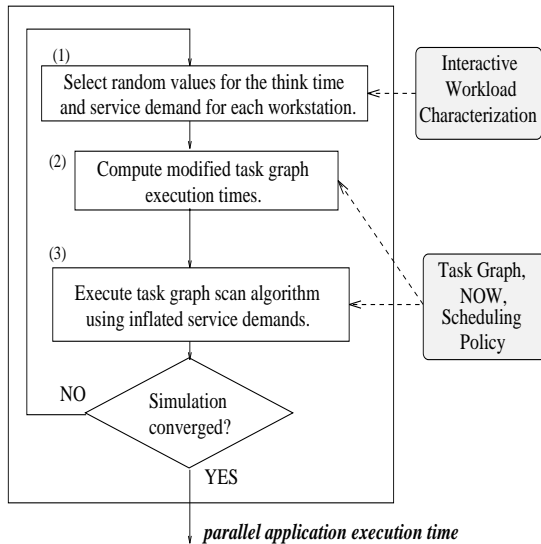 (1)
Select random values for the think time
and service demand for each workstation.
Interactive
Workload
Characterization
(2)
Compute modified task graph
execution times.
(3)
Execute task graph scan algorithm
using inflated service demands.
Task Graph,
NOW,
Scheduling
Policy
NO
Simulation
converged?
YES
parallel application execution time